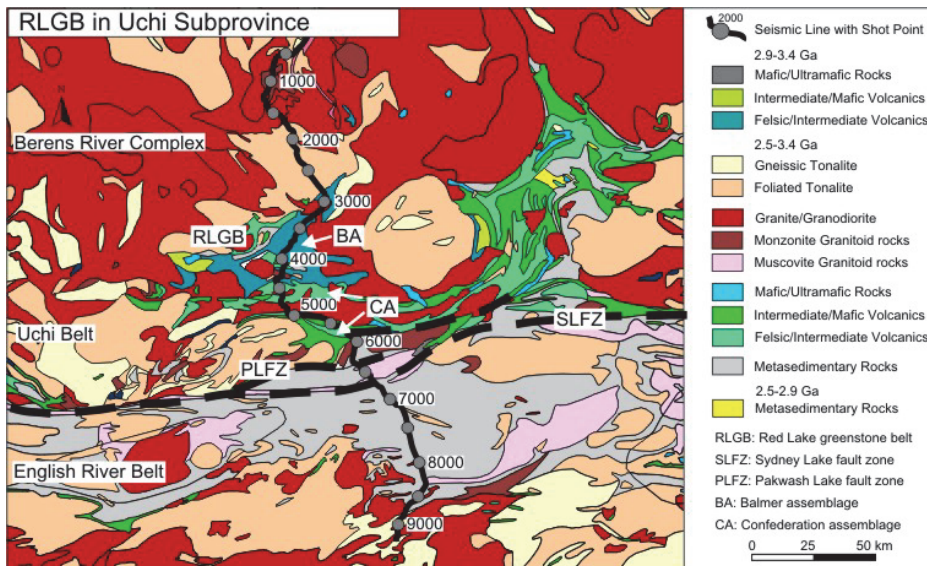 RLGB in Uchi Subprovince
N
1000
2000
Berens River Complex
3000
RLGB
BA
4000
5000
CA
SLFZ
Uchi Belt
6000
PLFZ
7000
8000
English River Belt
9000
2000
Seismic Line with Shot Point
2.9-3.4 Ga
Mafic/Ultramafic Rocks
Intermediate/Mafic Volcanics
Felsic/Intermediate Volcanics
2.5-3.4 Ga
Gneissic Tonalite
Foliated Tonalite
Granite/Granodiorite
Monzonite Granitoid rocks
Muscovite Granitoid rocks
Mafic/Ultramafic Rocks
Intermediate/Mafic Volcanics
Felsic/Intermediate Volcanics
Metasedimentary Rocks
2.5-2.9 Ga
Metasedimentary Rocks
RLGB: Red Lake greenstone belt
SLFZ: Sydney Lake fault zone
PLFZ: Pakwash Lake fault zone
BA: Balmer assemblage
CA: Confederation assemblage
0 25 50 km